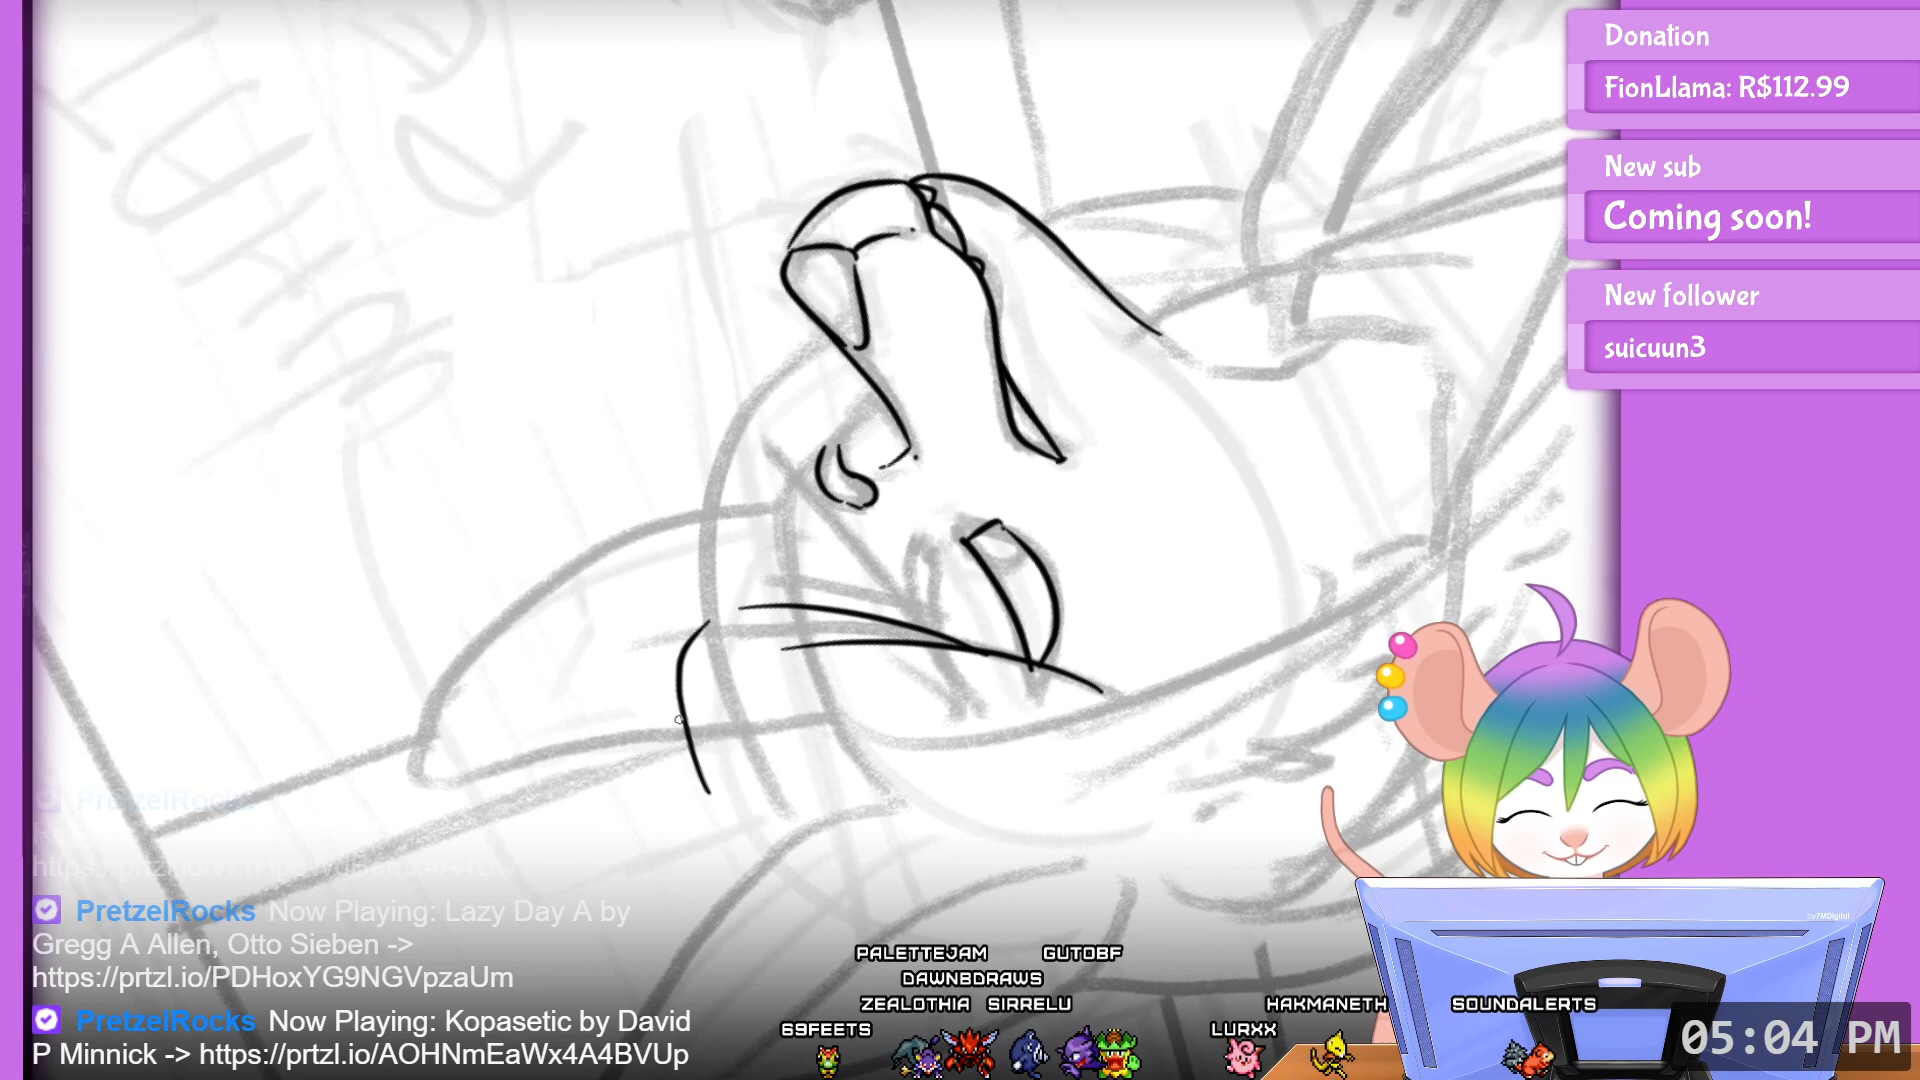 Donation
FionLlama: R$112.99
New sub
Coming soon!
New follower
suicuun3
PretzelRocks
PretzelRocks Now Playing: Lazy Day A by
Gregg A Allen, Otto Sieben ->
https://prtzl.io/PDHoxYG9NGVpzaUm
PretzelRocks Now Playing: Kopasetic by David
P Minnick -> https://prtzl.io/AOHNmEaWx4A4BVUp
PALETTEJAM GUTOBF
DAWNBDRAWS
ZEALOTHIA SIRRELU HAKMANETH SOUNDALERTS
69FEETS LURXX
by7MDigital
05:04 PM